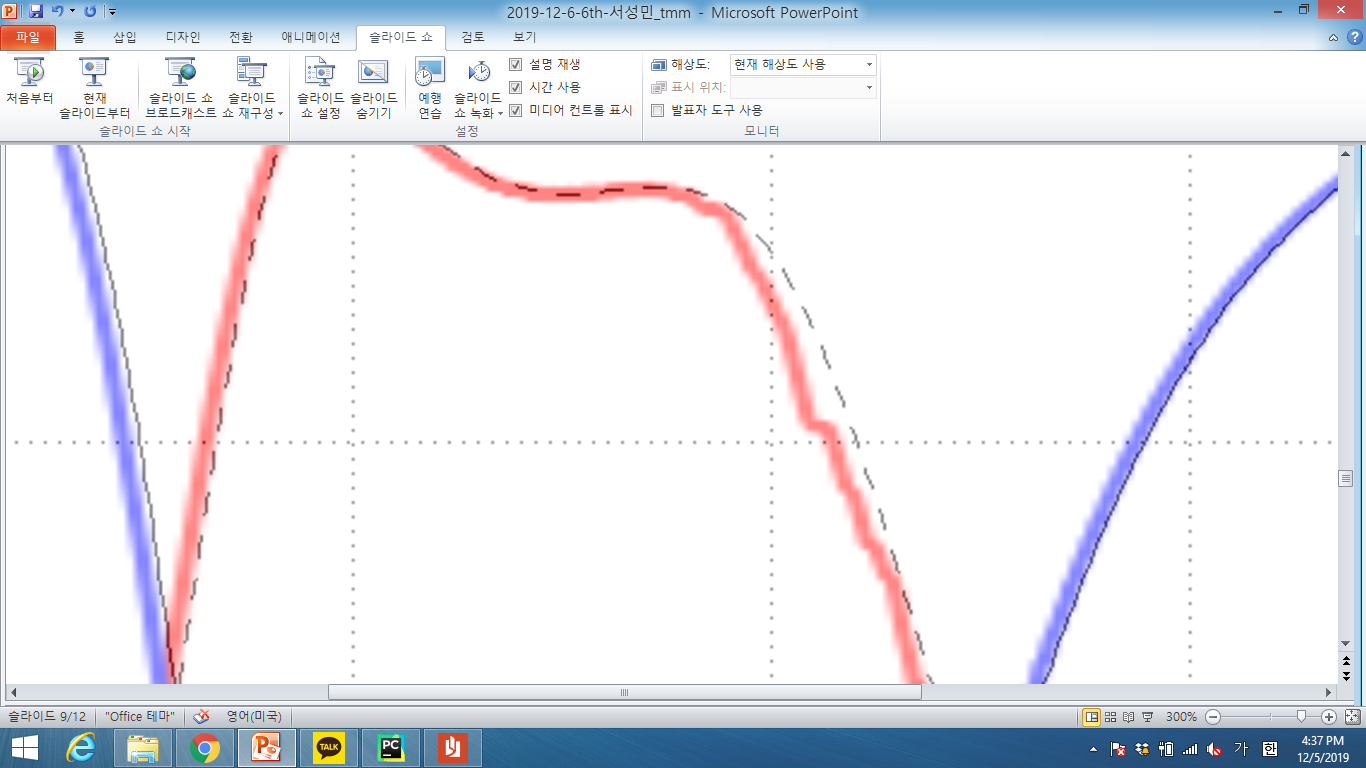 2019-12-6-6th-서성민_tmm - Microsoft PowerPoint
파일 홈 삽입 디자인 전환 애니메이션 슬라이드 쇼 검토 보기
처음부터
현재
슬라이드부터
슬라이드 쇼
브로드캐스트
슬라이드
쇼 재구성
슬라이드 쇼 시작
슬라이드
쇼 설정
슬라이드
숨기기
예행
연습
슬라이드
쇼 녹화
설명 재생
시간 사용
미디어 컨트롤 표시
설정
해상도: 현재 해상도 사용
표시 위치:
발표자 도구 사용
모니터
슬라이드 9/12 "Office 테마" 영어(미국) 300%
TALK
PC
가 한
4:37 PM
12/5/2019